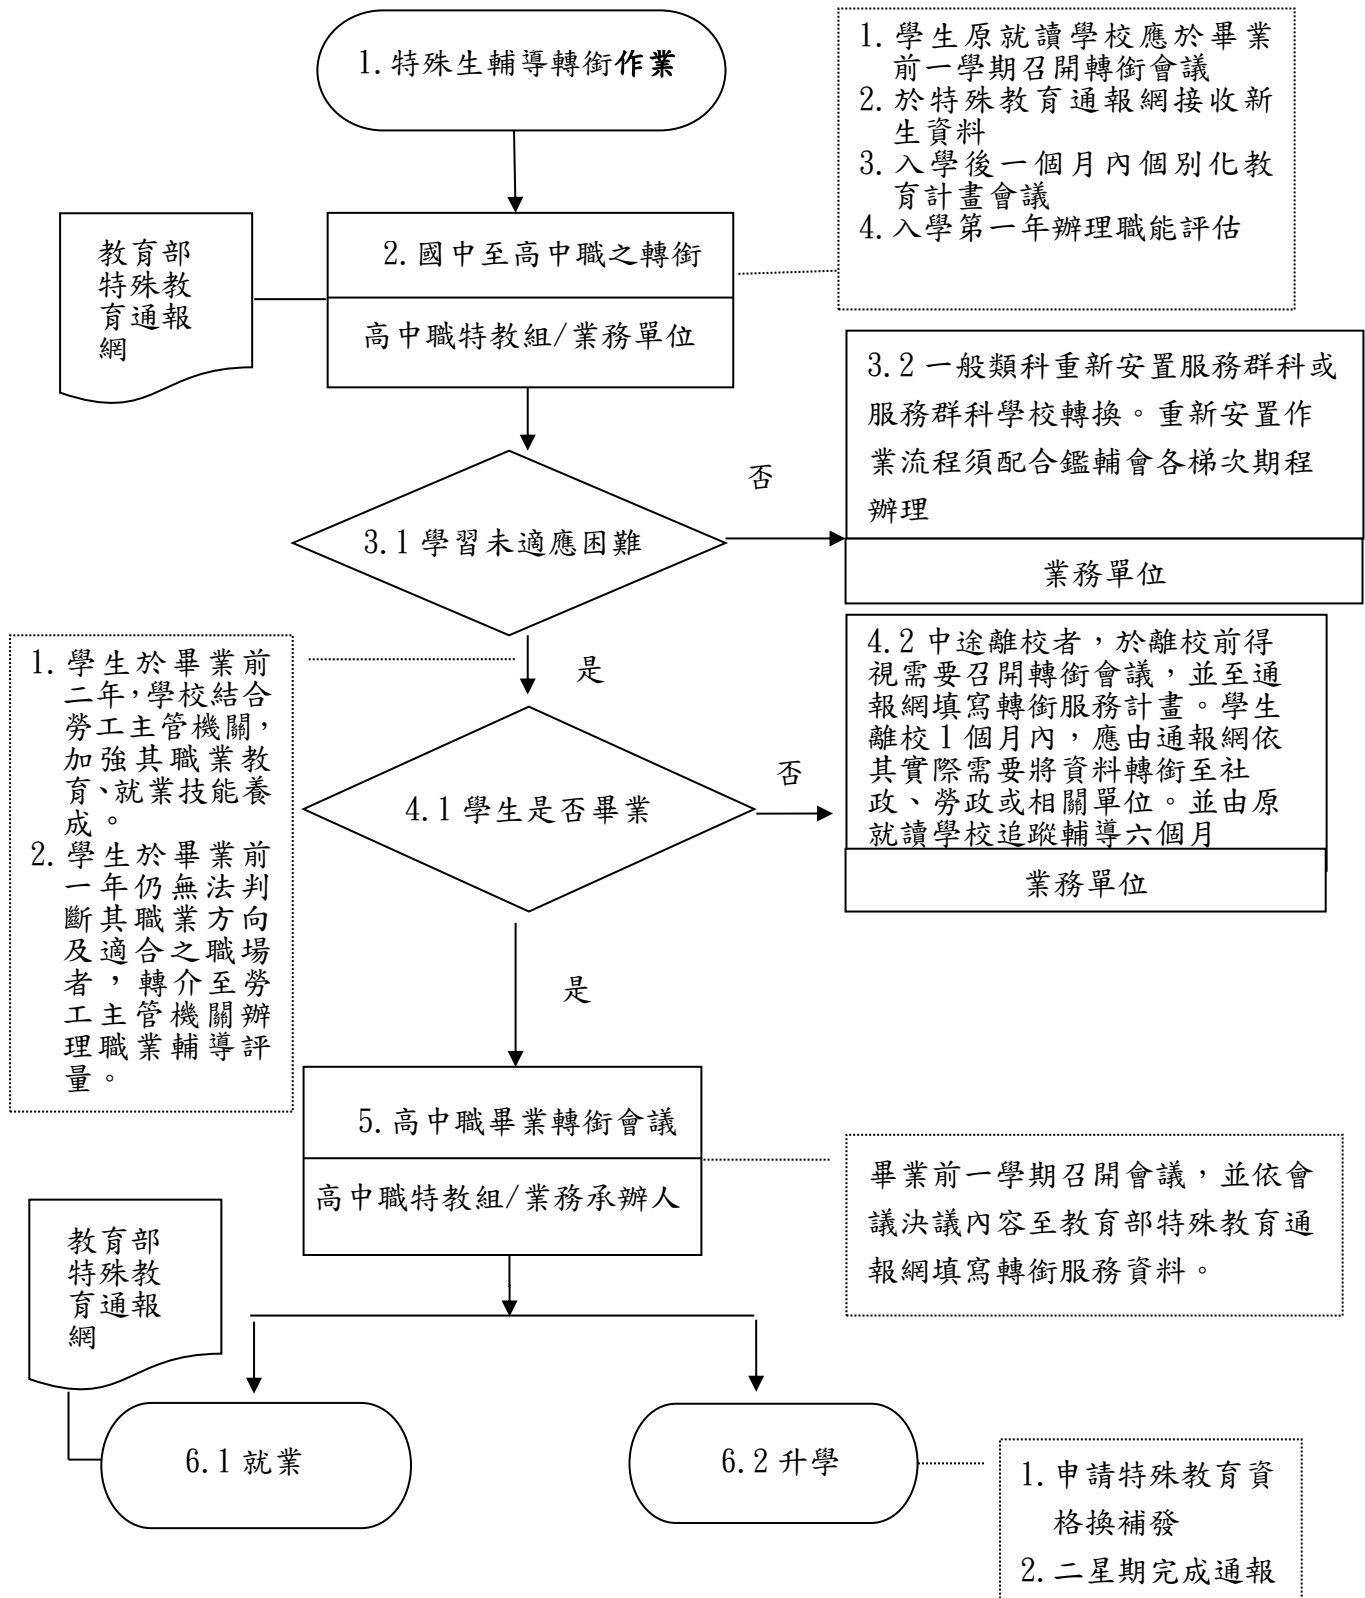 1.特殊生輔導轉銜作業
1.學生原就讀學校應於畢業
前一學期召開轉銜會議
2.於特殊教育通報網接收新
生資料
3.入學後一個月內個別化教
育計畫會議
4.入學第一年辦理職能評估
教育部
特殊教
育通報
網
2.國中至高中職之轉銜
高中職特教組/業務單位
3.2 一般類科重新安置服務群科或
服務群科學校轉換。重新安置作
業流程須配合鑑輔會各梯次期程
辦理
業務單位
否
3.1 學習未適應困難
是
1.學生於畢業前
二年,學校結合
勞工主管機關,
加強其職業教
育、就業技能養
成。
2.學生於畢業前
一年仍無法判
斷其職業方向
及適合之職場
者，轉介至勞
工主管機關辦
理職業輔導評
量。
4.2 中途離校者，於離校前得
視需要召開轉銜會議，並至通
報網填寫轉銜服務計畫。學生
離校 1 個月內，應由通報網依
其實際需要將資料轉銜至社
政、勞政或相關單位。並由原
就讀學校追蹤輔導六個月
業務單位
否
4.1 學生是否畢業
是
5.高中職畢業轉銜會議
高中職特教組/業務承辦人
畢業前一學期召開會議，並依會
議決議內容至教育部特殊教育通
報網填寫轉銜服務資料。
教育部
特殊教
育通報
網
6.1 就業
6.2 升學
1.申請特殊教育資
格換補發
2.二星期完成通報